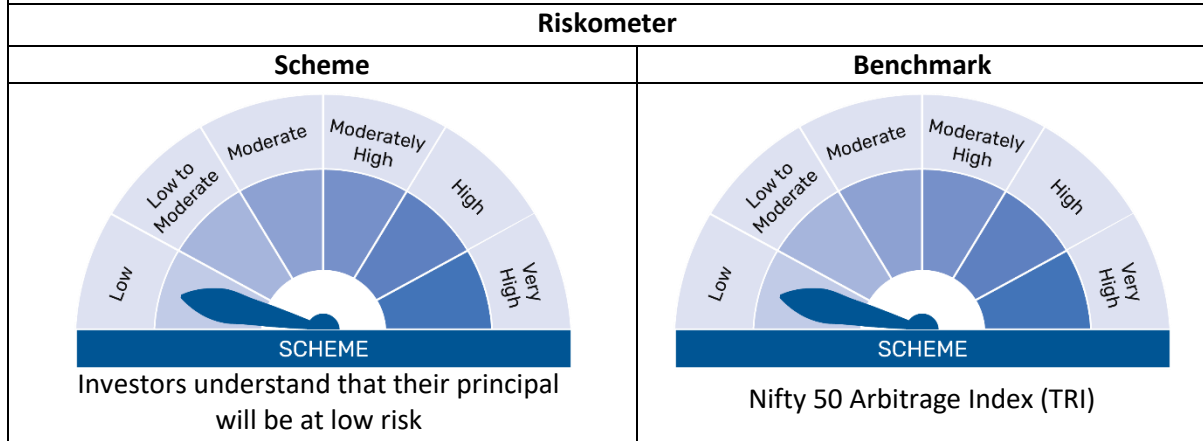 Riskometer
Scheme
Benchmark
Low
Low to
Moderate
Moderate
Moderately
High
High
Very
High
SCHEME
Investors understand that their principal
will be at low risk
Low
Low to
Moderate
Moderate
Moderately
High
High
Very
High
SCHEME
Nifty 50 Arbitrage Index (TRI)